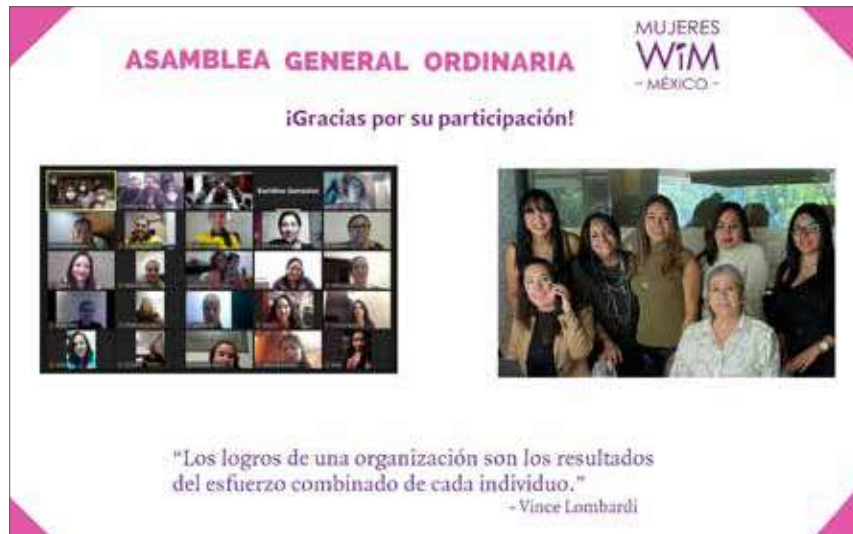 MUJERES
WiM
- MÉXICO -
ASAMBLEA GENERAL ORDINARIA
¡Gracias por su participación!
“Los logros de una organización son los resultados
del esfuerzo combinado de cada individuo.”
- Vince Lombardi